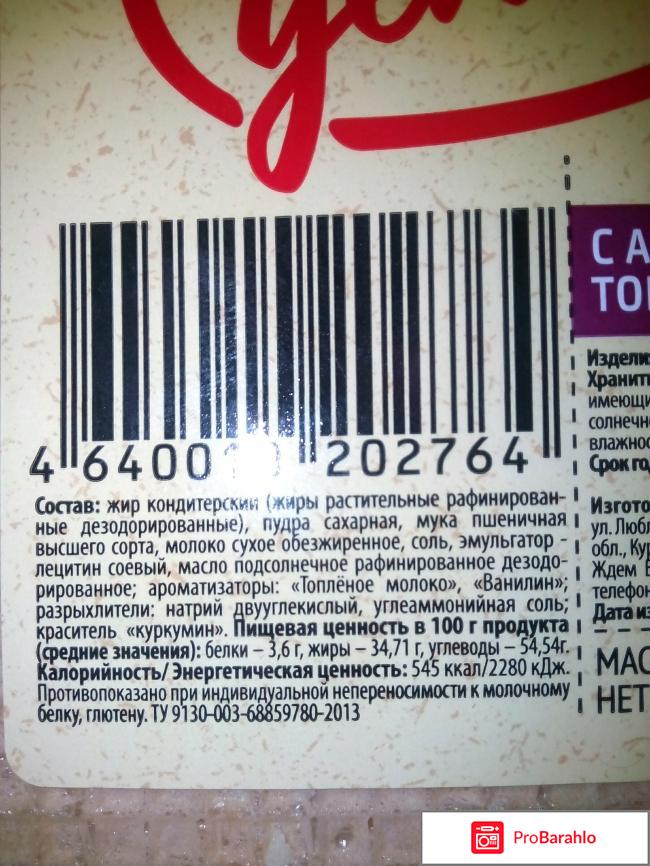 4 6400 202764
Состав: жир кондитерский (жиры растительные рафинирован-
ные дезодорированные), пудра сахарная, мука пшеничная
высшего сорта, молоко сухое обезжиренное, соль, эмульгатор -
лецитин соевый, масло подсолнечное рафинированное дезодо-
рированное; ароматизаторы: «Топлёное молоко», «Ванилин»;
разрыхлители: натрий двууглекислый, углеаммонийная соль;
краситель «куркумин». Пищевая ценность в 100 г продукта
(средние значения): белки – 3,6 г, жиры – 34,71 г, углеводы – 54,54г.
Калорийность/ Энергетическая ценность: 545 ккал/2280 кДж.
Противопоказано при индивидуальной непереносимости к молочному
белку, глютену. ТУ 9130-003-68859780-2013
С А
ТО
Издели
Хранит
имеющи
солнечн
влажнос
Срок го
Изгото
ул. Любл
обл., Кур
Ждем В
телефон
Дата из
МАС
НЕТ
ProBarahlo